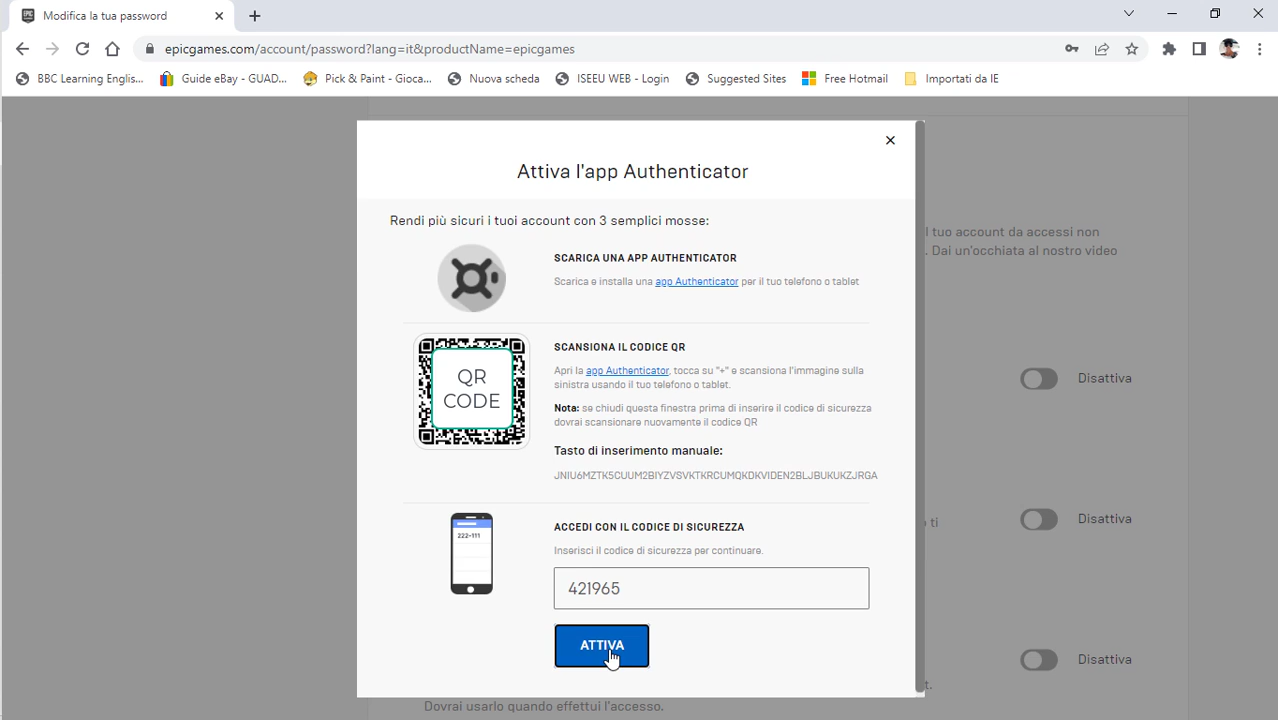 Modifica la tua password
epicgames.com/account/password?lang=it&productName=epicgames
BBC Learning Englis...
Guide eBay - GUAD...
Pick & Paint - Gioca...
Nuova scheda
ISEEU WEB - Login
Suggested Sites
Free Hotmail
Importati da IE
Attiva l'app Authenticator
Rendi più sicuri i tuoi account con 3 semplici mosse:
SCARICA UNA APP AUTHENTICATOR
Scarica e installa una app Authenticator per il tuo telefono o tablet
l tuo account da accessi non
. Dai un'occhiata al nostro video
QR
CODE
SCANSIONA IL CODICE QR
Apri la app Authenticator, tocca su "+" e scansiona l'immagine sulla
sinistra usando il tuo telefono o tablet.
Nota: se chiudi questa finestra prima di inserire il codice di sicurezza
dovrai scansionare nuovamente il codice QR
Tasto di inserimento manuale:
JNIU6MZTK5CUUM2BIYZVSVKTKRCUMQKDKVIDEN2BLJBUKUKZJRGA
Disattiva
222-111
ACCEDI CON IL CODICE DI SICUREZZA
Inserisci il codice di sicurezza per continuare.
421965
ATTIVA
ti
Disattiva
Disattiva
t.
Dovrai usarlo quando effettui l'accesso.